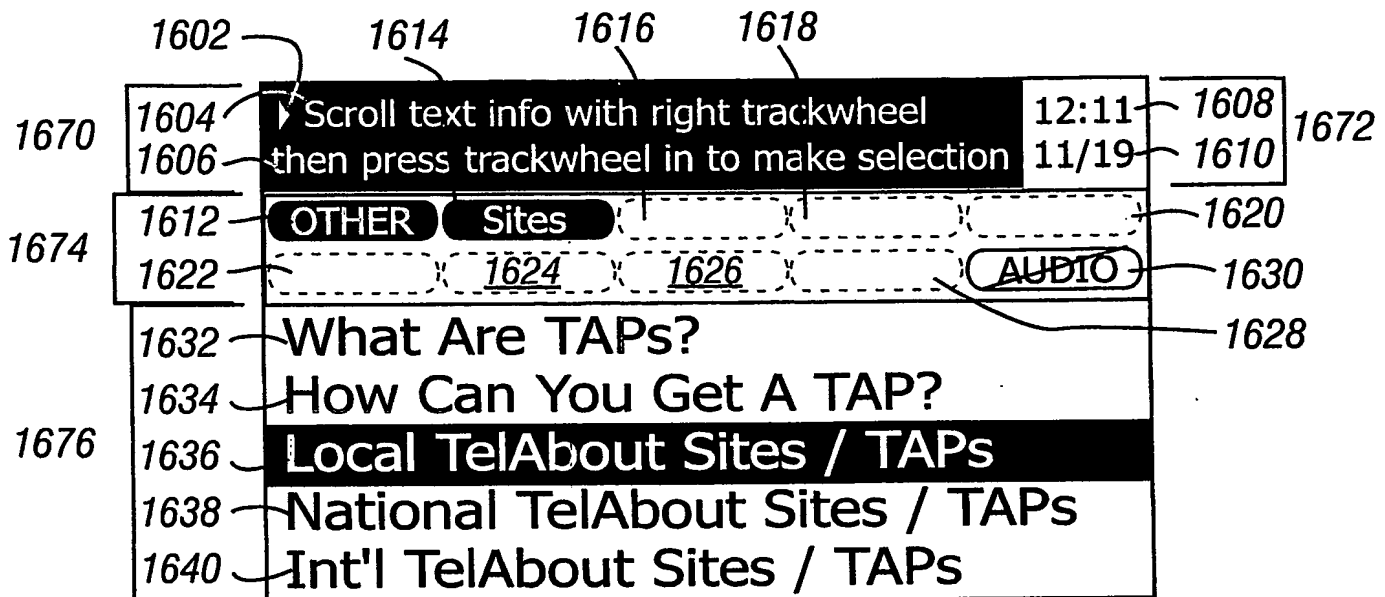 1602 1614 1616 1618
1670 1604 Scroll text info with right trackwheel 12:11 1608 1672
1606 then press trackwheel in to make selection 11/19 1610
1674 1612 OTHER Sites 1620
1622 1624 1626 AUDIO 1630
1628
1632 What Are TAPs?
1634 How Can You Get A TAP?
1676 1636 Local TelAbout Sites / TAPs
1638 National TelAbout Sites / TAPs
1640 Int'l TelAbout Sites / TAPs